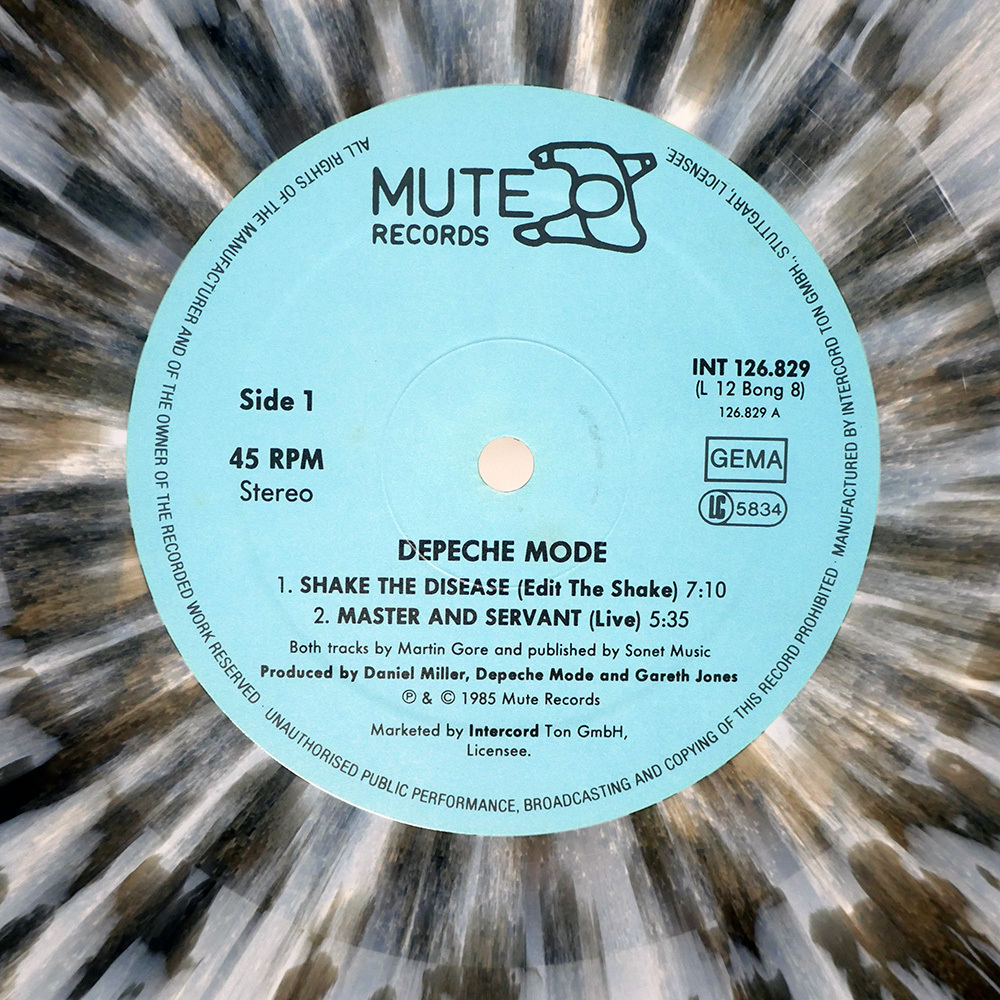 MUTE
RECORDS
Side 1
45 RPM
Stereo
INT 126.829
(L 12 Bong 8)
126.829 A
GEMA
LC 5834
DEPECHE MODE
1. SHAKE THE DISEASE (Edit The Shake) 7:10
2. MASTER AND SERVANT (Live) 5:35
Both tracks by Martin Gore and published by Sonet Music
Produced by Daniel Miller, Depeche Mode and Gareth Jones
℗ & © 1985 Mute Records
Marketed by Intercord Ton GmbH,
Licensee.
ALL RIGHTS OF THE MANUFACTURER AND OF THE OWNER OF THE RECORDED WORK RESERVED · UNAUTHORISED PUBLIC PERFORMANCE, BROADCASTING AND COPYING OF THIS RECORD PROHIBITED · MANUFACTURED BY INTERCORD TON GMBH., STUTTGART, LICENSEE.